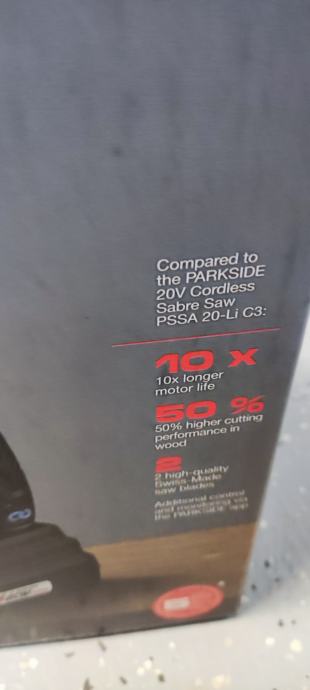 Compared to
the PARKSIDE
20V Cordless
Sabre Saw
PSSA 20-Li C3:
10 x
10x longer
motor life
50 %
50% higher cutting
performance in
wood
2
2 high-quality
Swiss-Made
saw blades
Additional control
and monitoring via
the PARKSIDE app